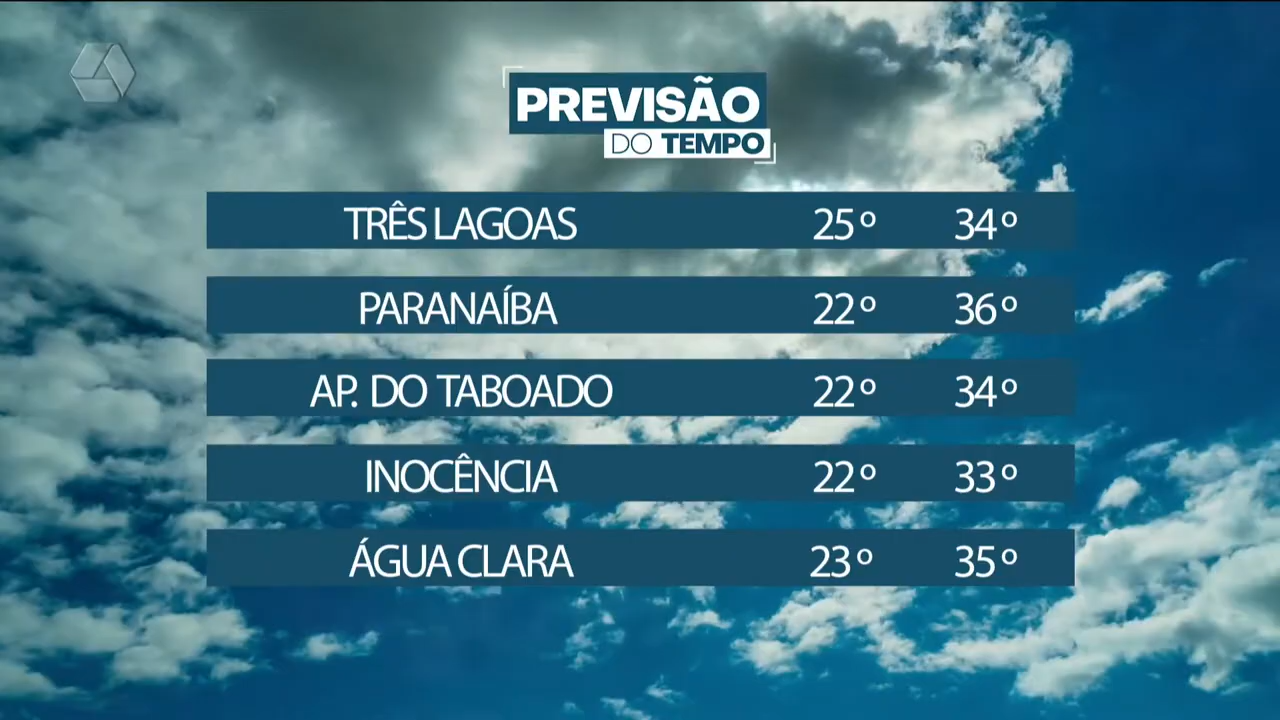 PREVISÃO
DO TEMPO
TRÊS LAGOAS 25º 34º
PARANAÍBA 22º 36º
AP. DO TABOADO 22º 34º
INOCÊNCIA 22º 33º
ÁGUA CLARA 23º 35º